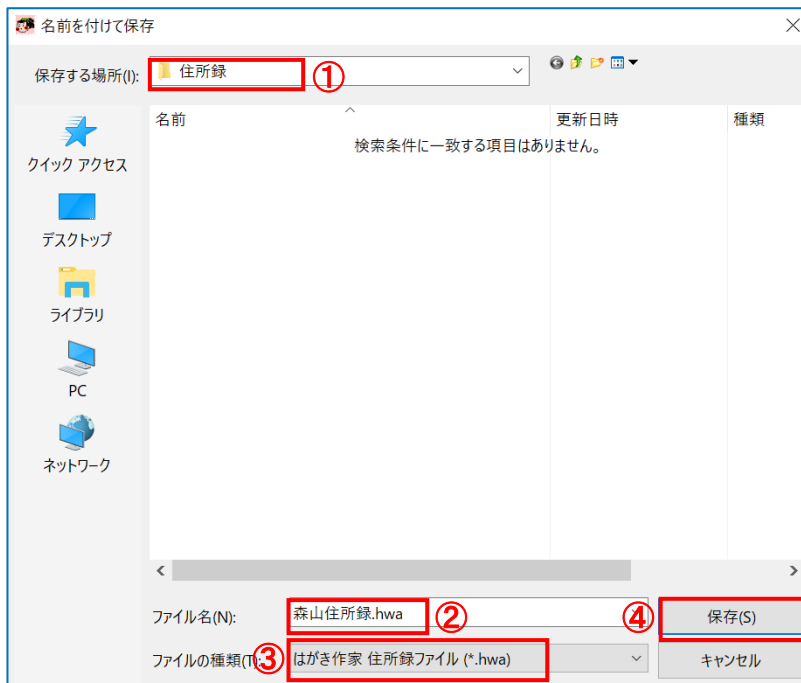 名前を付けて保存
保存する場所(I): 住所録 ①
名前 更新日時 種類
検索条件に一致する項目はありません。
クイック アクセス
デスクトップ
ライブラリ
PC
ネットワーク
ファイル名(N): 森山住所録.hwa ② ④ 保存(S)
ファイルの種類(T): ③ はがき作家 住所録ファイル (*.hwa) キャンセル